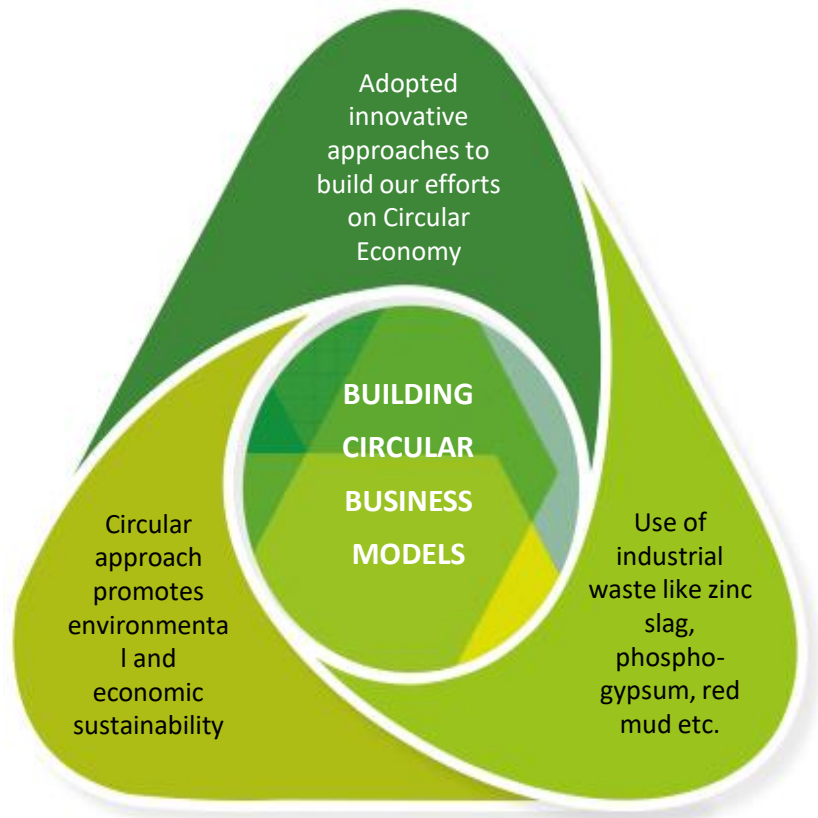 Adopted
innovative
approaches to
build our efforts
on Circular
Economy
BUILDING
CIRCULAR
BUSINESS
MODELS
Circular
approach
promotes
environmenta
l and
economic
sustainability
Use of
industrial
waste like zinc
slag,
phospho-
gypsum, red
mud etc.